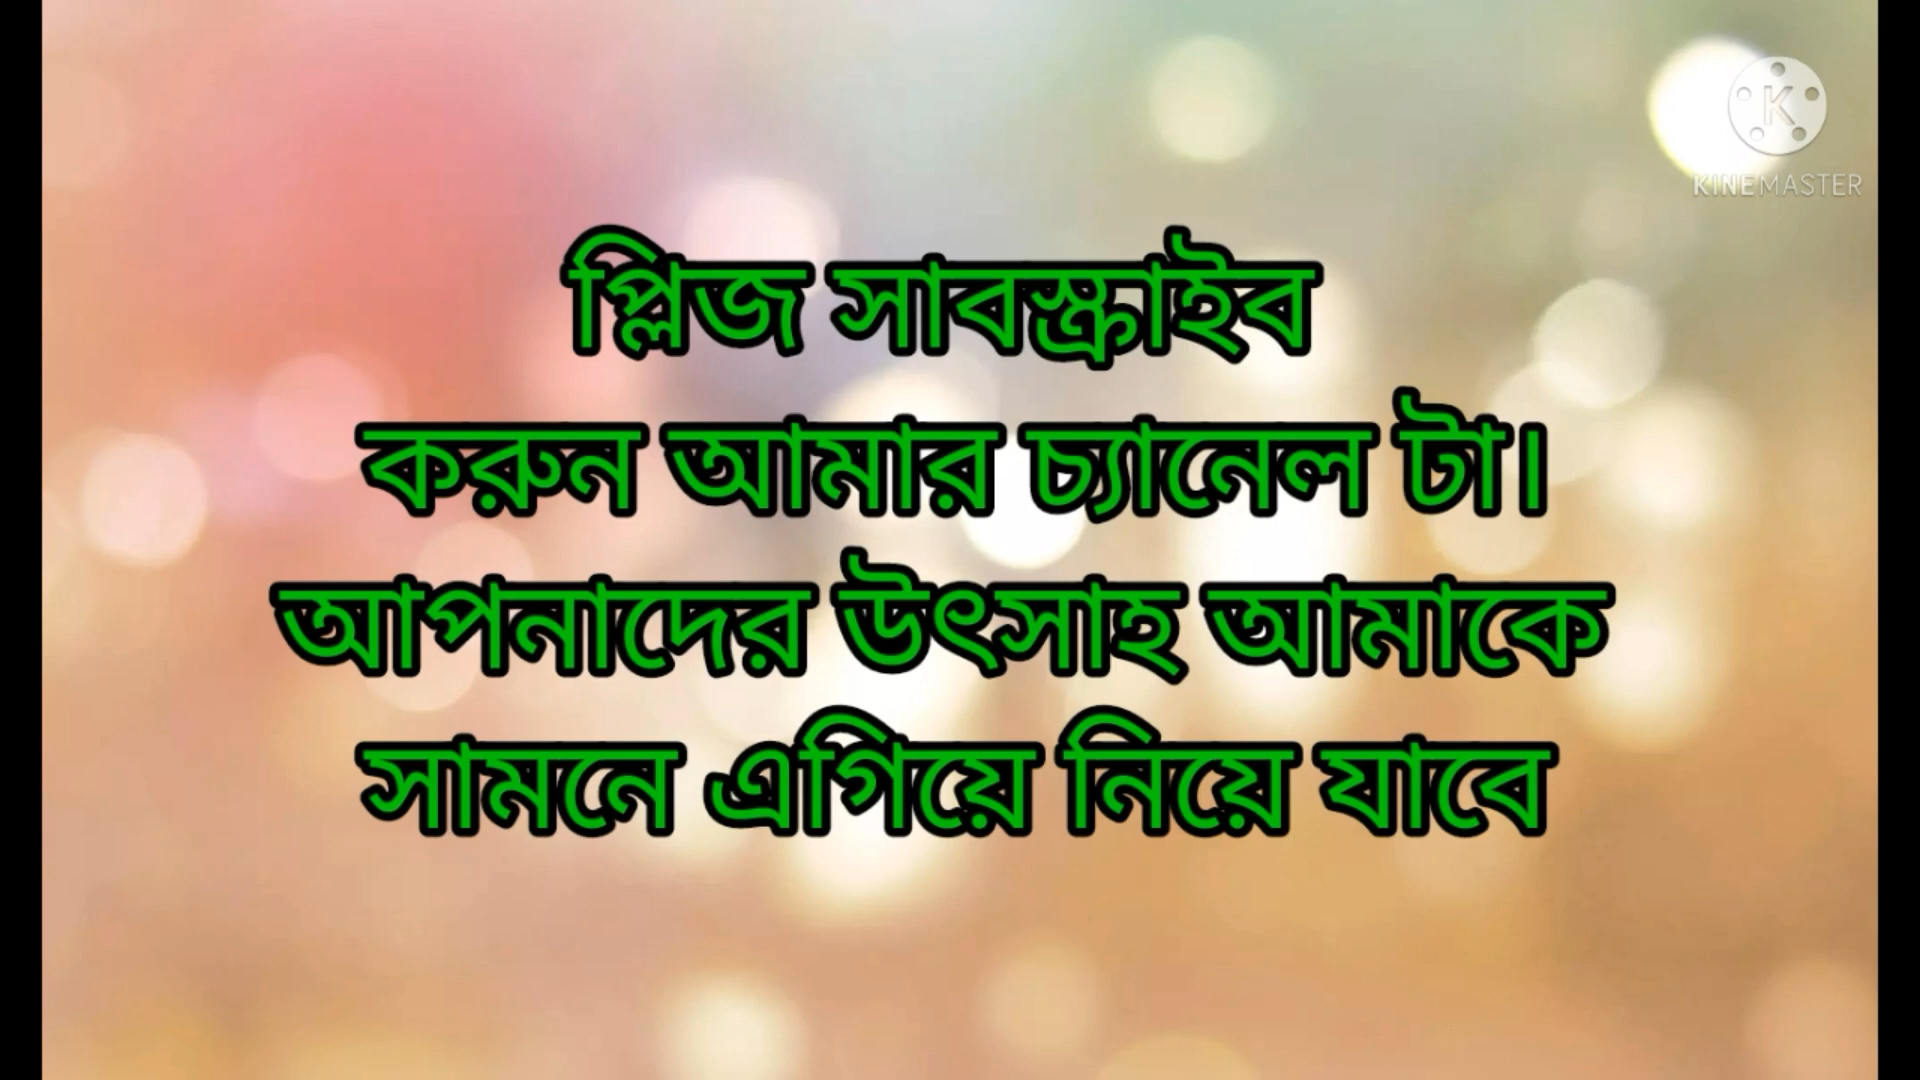 KINEMASTER
প্লিজ সাবস্ক্রাইব
করুন আমার চ্যানেল টা।
আপনাদের উৎসাহ আমাকে
সামনে এগিয়ে নিয়ে যাবে